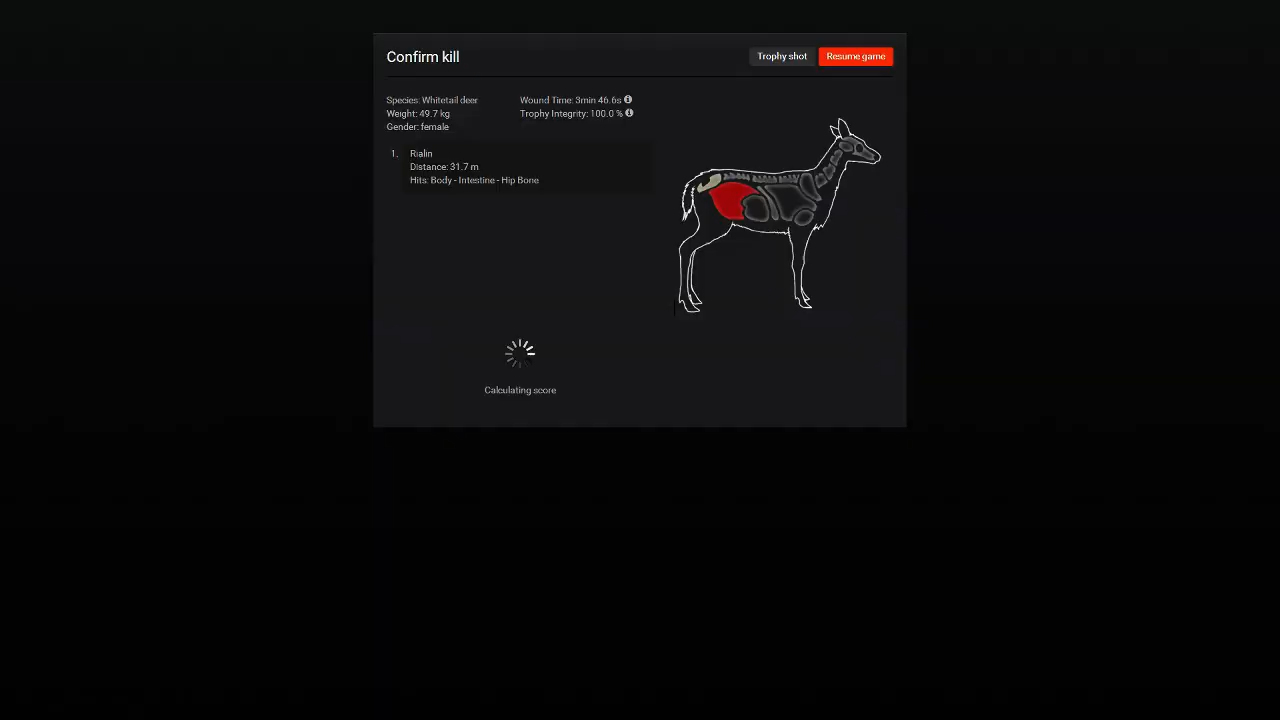 Confirm kill
Trophy shot
Resume game
Species: Whitetail deer
Weight: 49.7 kg
Gender: female
Wound Time: 3min 46.6s
Trophy Integrity: 100.0 %
1. Rialin
Distance: 31.7 m
Hits: Body - Intestine - Hip Bone
Calculating score